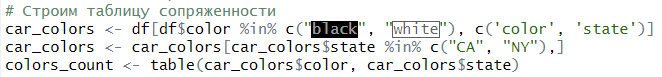 # Строим таблицу сопряженности
car_colors <- df[df$color %in% c("black", "white"), c('color', 'state')]
car_colors <- car_colors[car_colors$state %in% c("CA", "NY"),]
colors_count <- table(car_colors$color, car_colors$state)